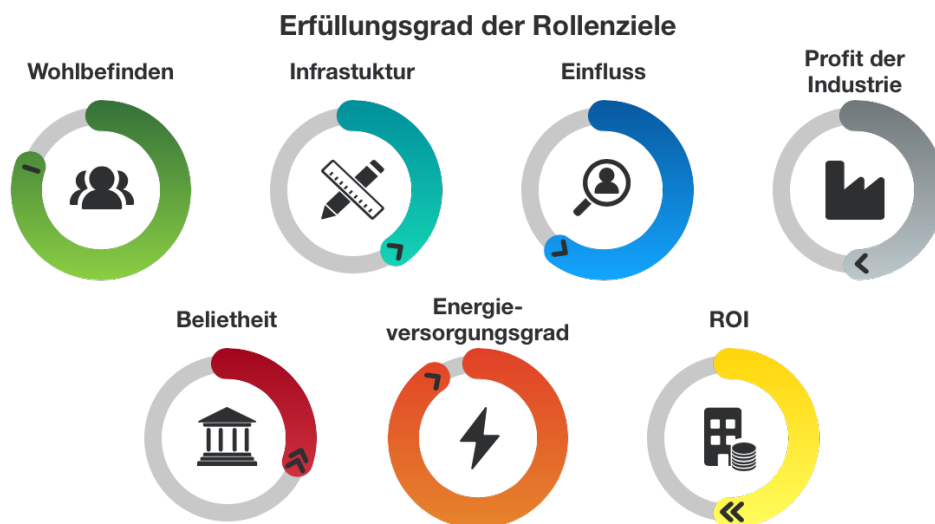 Erfüllungsgrad der Rollenziele
Wohlbefinden
Infrastuktur
Einfluss
Profit der
Industrie
Belietheit
Energie-
versorgungsgrad
ROI